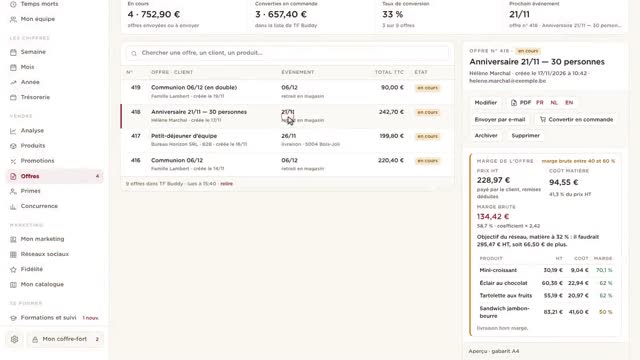 Temps morts
Mon équipe
LES CHIFFRES
Semaine
Mois
Année
Trésorerie
VENDRE
Analyse
Produits
Promotions
Offres 4
Primes
Concurrence
MARKETING
Mon marketing
Réseaux sociaux
Fidélité
Mon catalogue
SE FORMER
Formations et suivi 1 nouv.
Mon coffre-fort 2
Offres en cours
4 · 752,90 €
offres envoyées ou à envoyer
Converties en commande
3 · 657,40 €
dans la liste de TF Buddy
Taux de conversion
33 %
3 sur 9 offres
Prochain événement
21/11
offre n° 418 · Anniversaire 21/11 — 30 person...
Chercher une offre, un client, un produit...
N° OFFRE · CLIENT ÉVÉNEMENT TOTAL TTC ÉTAT
419 Communion 06/12 (en double) 06/12 90,00 € en cours
Famille Lambert · créée le 19/11 retrait en magasin
418 Anniversaire 21/11 — 30 personnes 21/11 242,70 € en cours
Hélène Marchal · créée le 17/11 retrait en magasin
417 Petit-déjeuner d'équipe 26/11 199,80 € en cours
Bureau Horizon SRL · B2B · créée le 16/11 livraison · 5004 Bois-Joli
416 Communion 06/12 06/12 220,40 € en cours
Famille Lambert · créée le 14/11 retrait en magasin
9 offres dans TF Buddy · lues à 15:40 · relire
OFFRE N° 418 · en cours
Anniversaire 21/11 — 30 personnes
Hélène Marchal · créée le 17/11/2026 à 10:42 ·
helene.marchal@exemple.be
Modifier PDF FR NL EN
Envoyer par e-mail Convertir en commande
Archiver Supprimer
MARGE DE L'OFFRE marge brute entre 40 et 60 %
PRIX HT COÛT MATIÈRE
228,97 € 94,55 €
payé par le client, remises
déduites
41,3 % du prix HT
MARGE BRUTE
134,42 €
58,7 % · coefficient × 2,42
Objectif du réseau, matière à 32 % : il faudrait
295,47 € HT, soit 66,50 € de plus.
PRODUIT HT COÛT MARGE
Mini-croissant 30,19 € 9,04 € 70,1 %
Éclair au chocolat 60,38 € 22,94 € 62 %
Tartelette aux fruits 55,19 € 20,97 € 62 %
Sandwich jambon-beurre 83,21 € 41,60 € 50 %
livraison hors marge.
Aperçu · gabarit A4